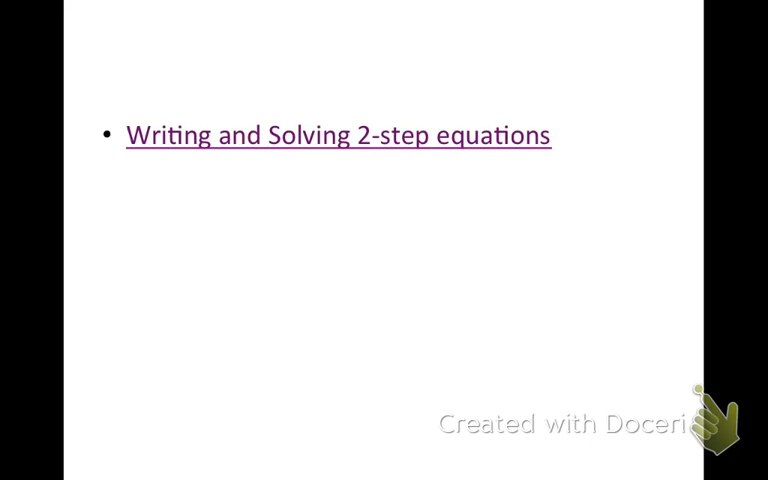 • Writing and Solving 2-step equations
Created with Doceri